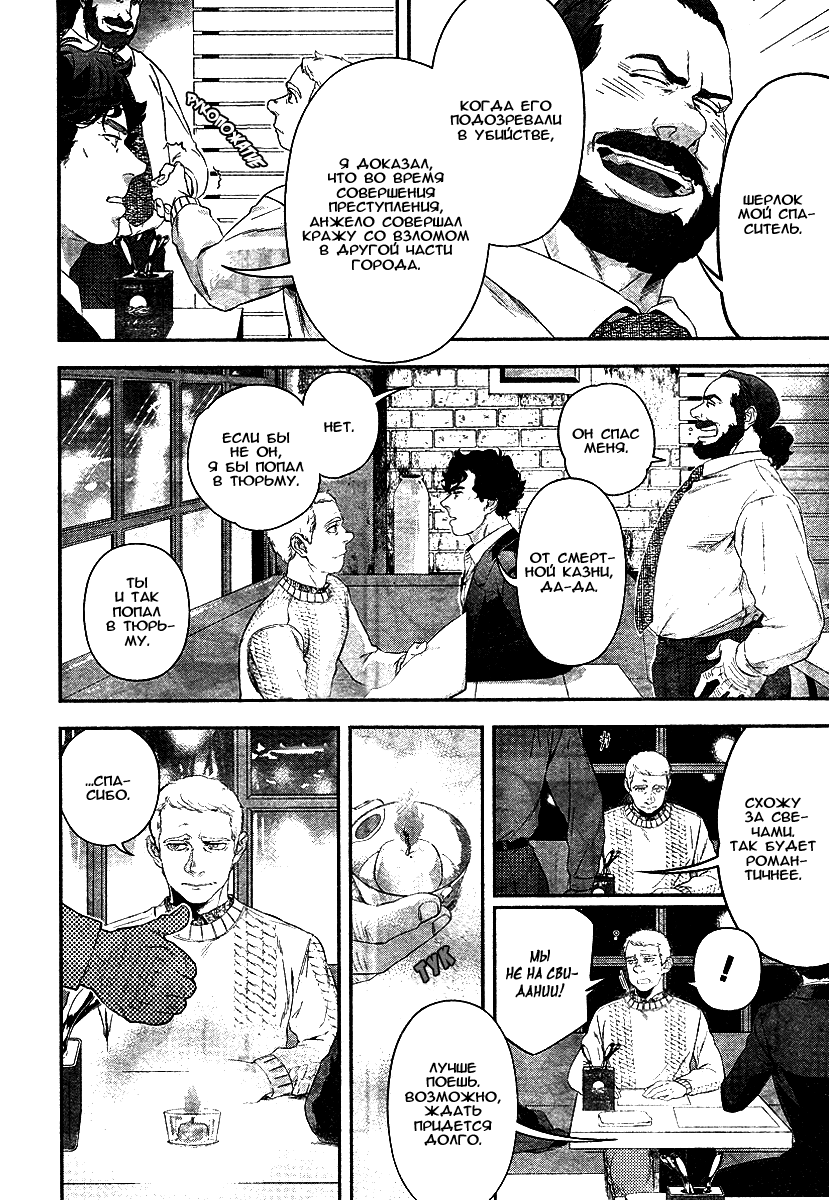 ШЕРЛОК
МОЙ СПА-
СИТЕЛЬ.
КОГДА ЕГО
ПОДОЗРЕВАЛИ
В УБИЙСТВЕ,
Я ДОКАЗАЛ,
ЧТО ВО ВРЕМЯ
СОВЕРШЕНИЯ
ПРЕСТУПЛЕНИЯ,
АНЖЕЛО СОВЕРШАЛ
КРАЖУ СО ВЗЛОМОМ
В ДРУГОЙ ЧАСТИ
ГОРОДА.
РУКОПОЖАТИЕ
ОН СПАС
МЕНЯ.
ОТ СМЕРТ-
НОЙ КАЗНИ,
ДА-ДА.
НЕТ.
ЕСЛИ БЫ
НЕ ОН,
Я БЫ ПОПАЛ
В ТЮРЬМУ.
ТЫ
И ТАК
ПОПАЛ
В ТЮРЬ-
МУ.
СХОЖУ
ЗА СВЕ-
ЧАМИ.
ТАК БУДЕТ
РОМАН-
ТИЧНЕЕ.
?
!
МЫ
НЕ НА СВИ-
ДАНИИ!
ТУК
...СПА-
СИБО.
ЛУЧШЕ
ПОЕШЬ.
ВОЗМОЖНО,
ЖДАТЬ
ПРИДЕТСЯ
ДОЛГО.